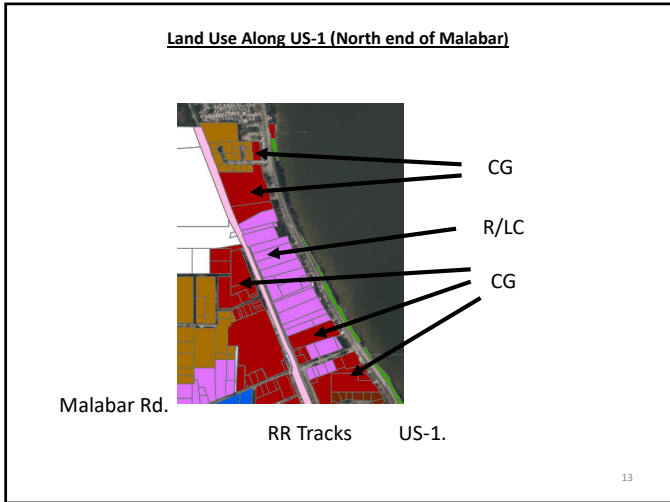 Land Use Along US-1 (North end of Malabar)
CG
R/LC
CG
Malabar Rd.
RR Tracks US-1.
13